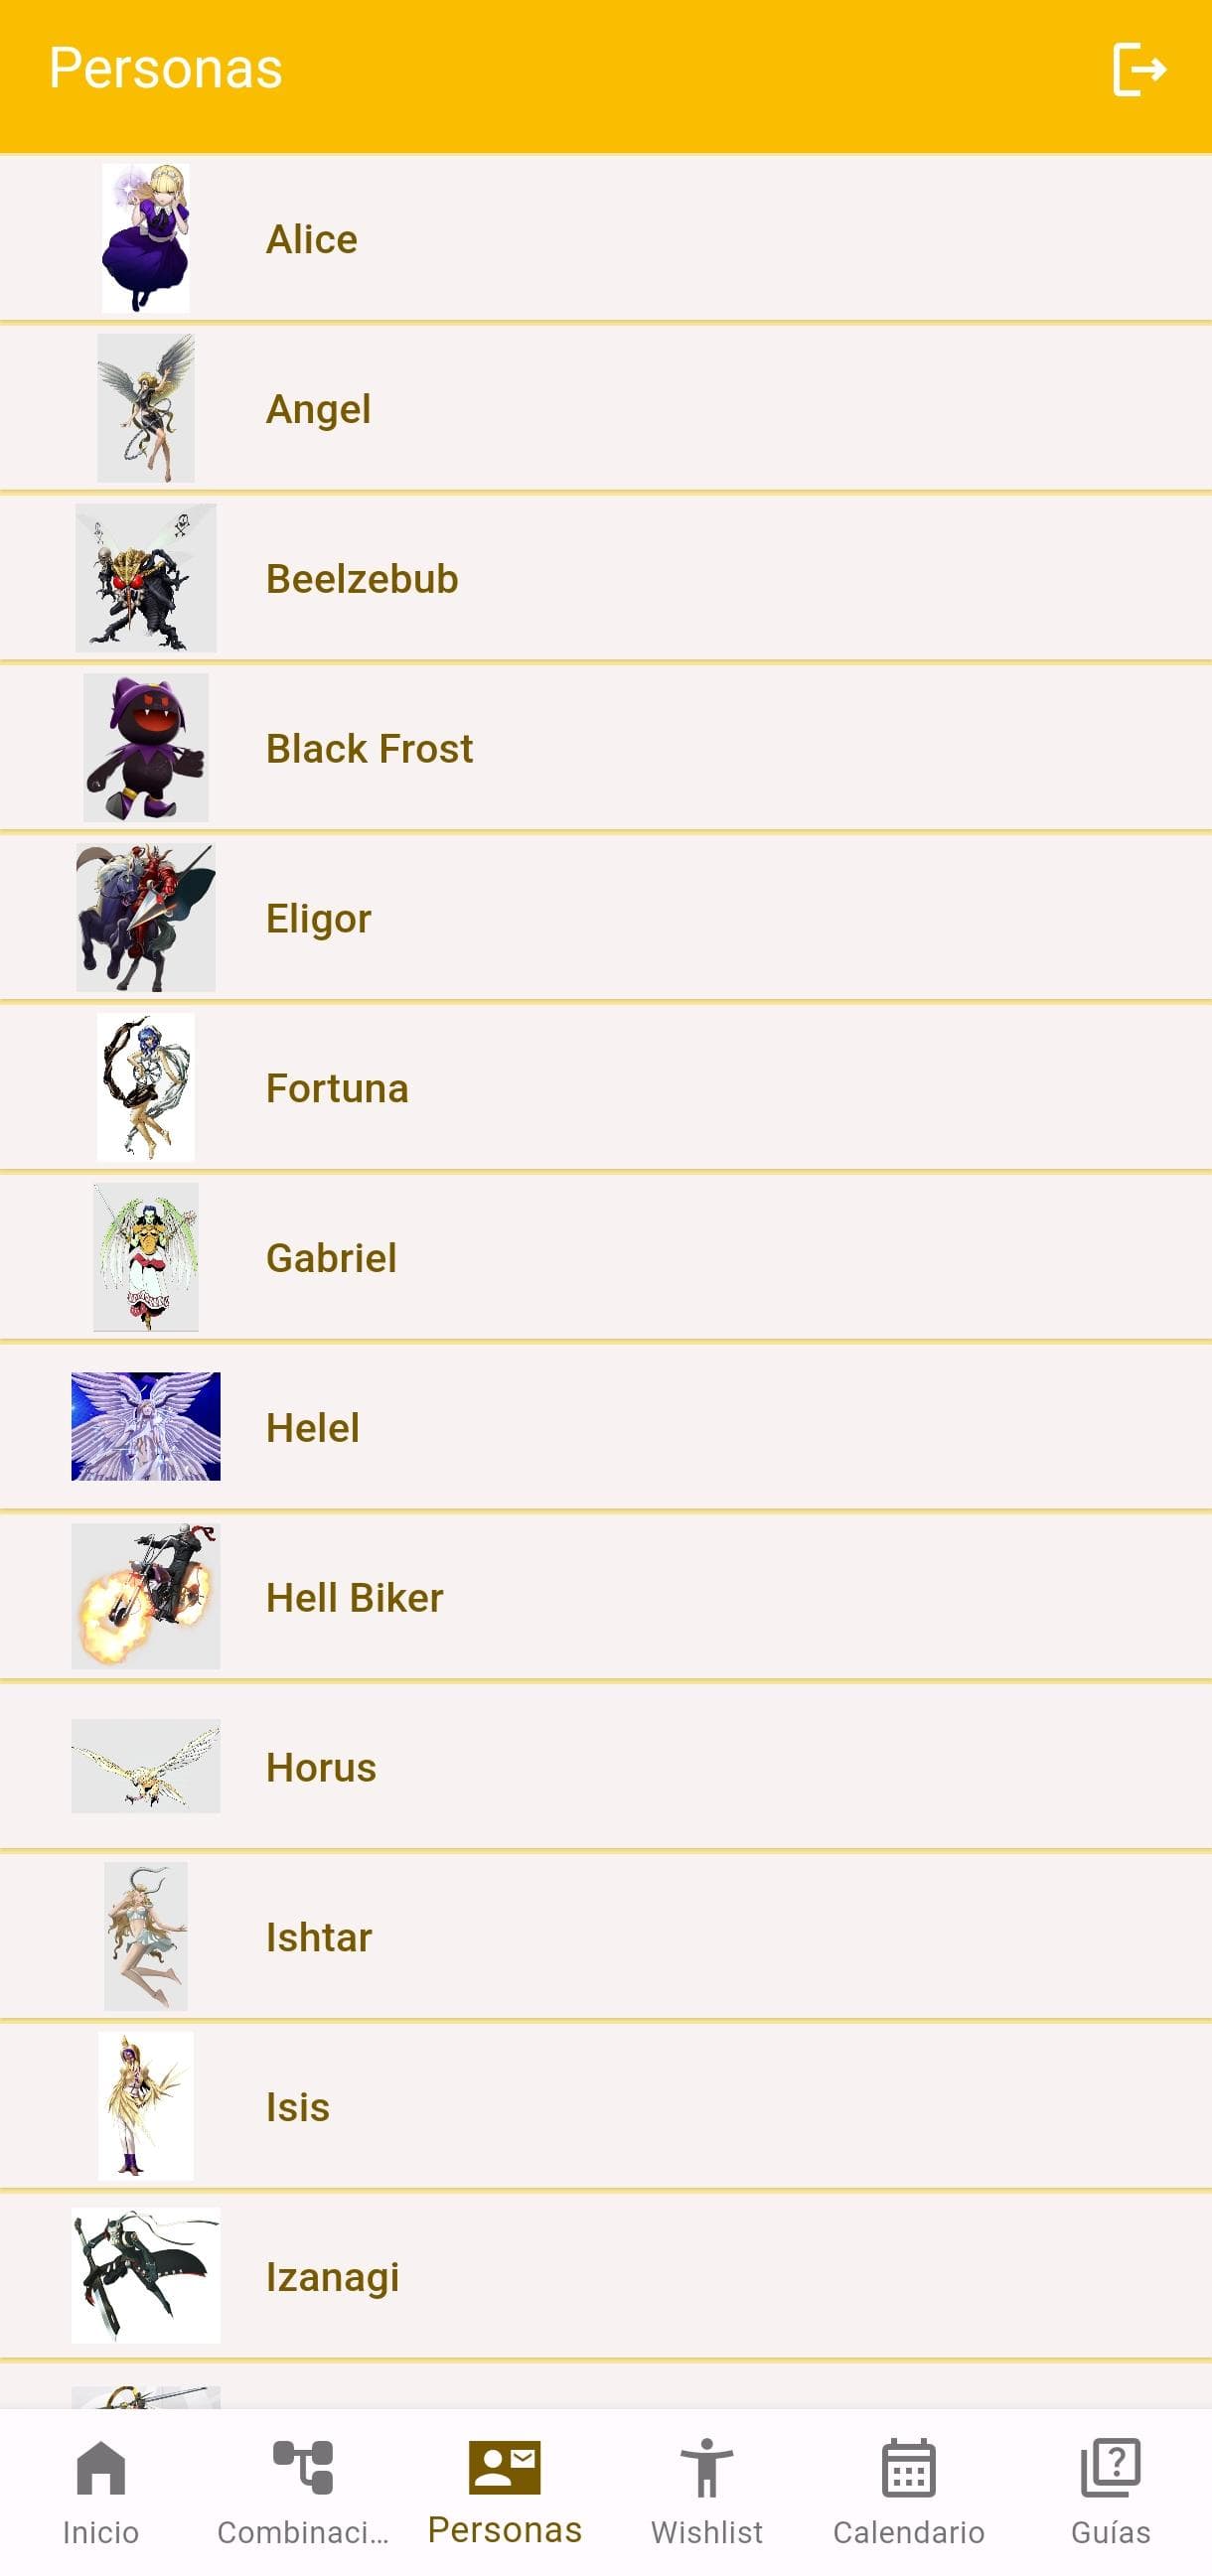 Personas
Alice
Angel
Beelzebub
Black Frost
Eligor
Fortuna
Gabriel
Helel
Hell Biker
Horus
Ishtar
Isis
Izanagi
Inicio
Combinaci...
Personas
Wishlist
Calendario
Guías